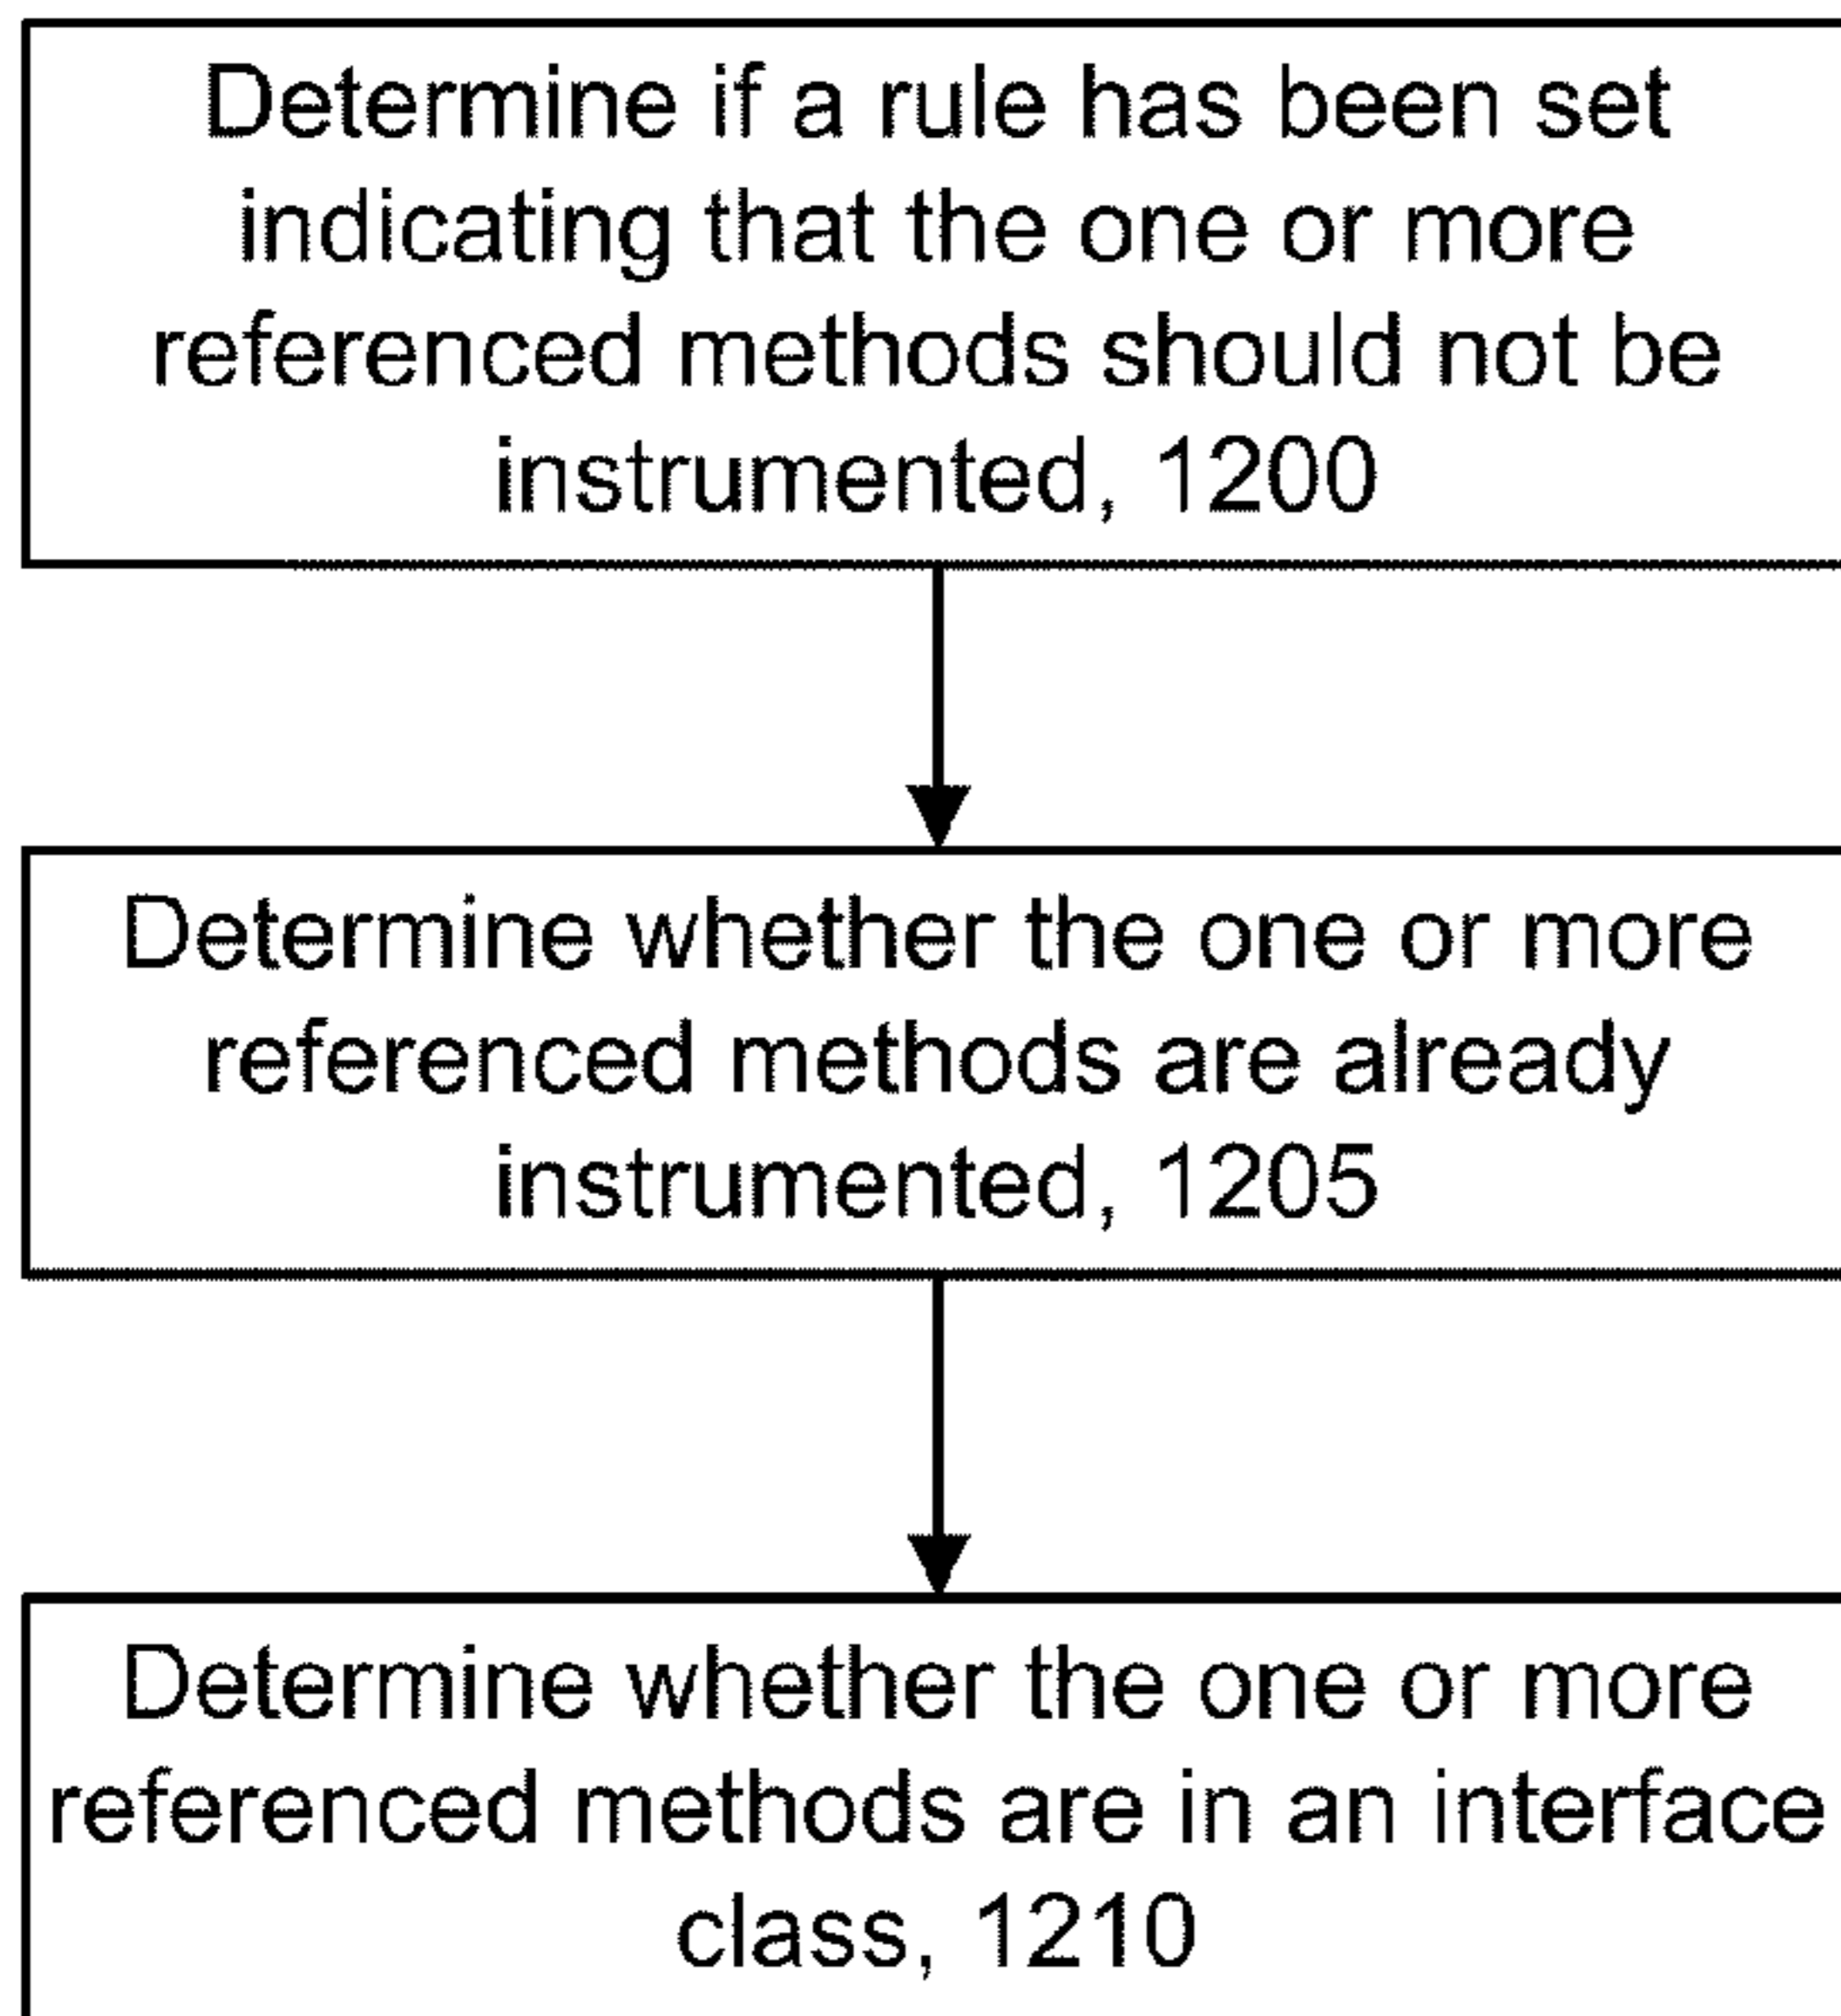 Determine if a rule has been set
indicating that the one or more
referenced methods should not be
instrumented, 1200
Determine whether the one or more
referenced methods are already
instrumented, 1205
Determine whether the one or more
referenced methods are in an interface
class, 1210